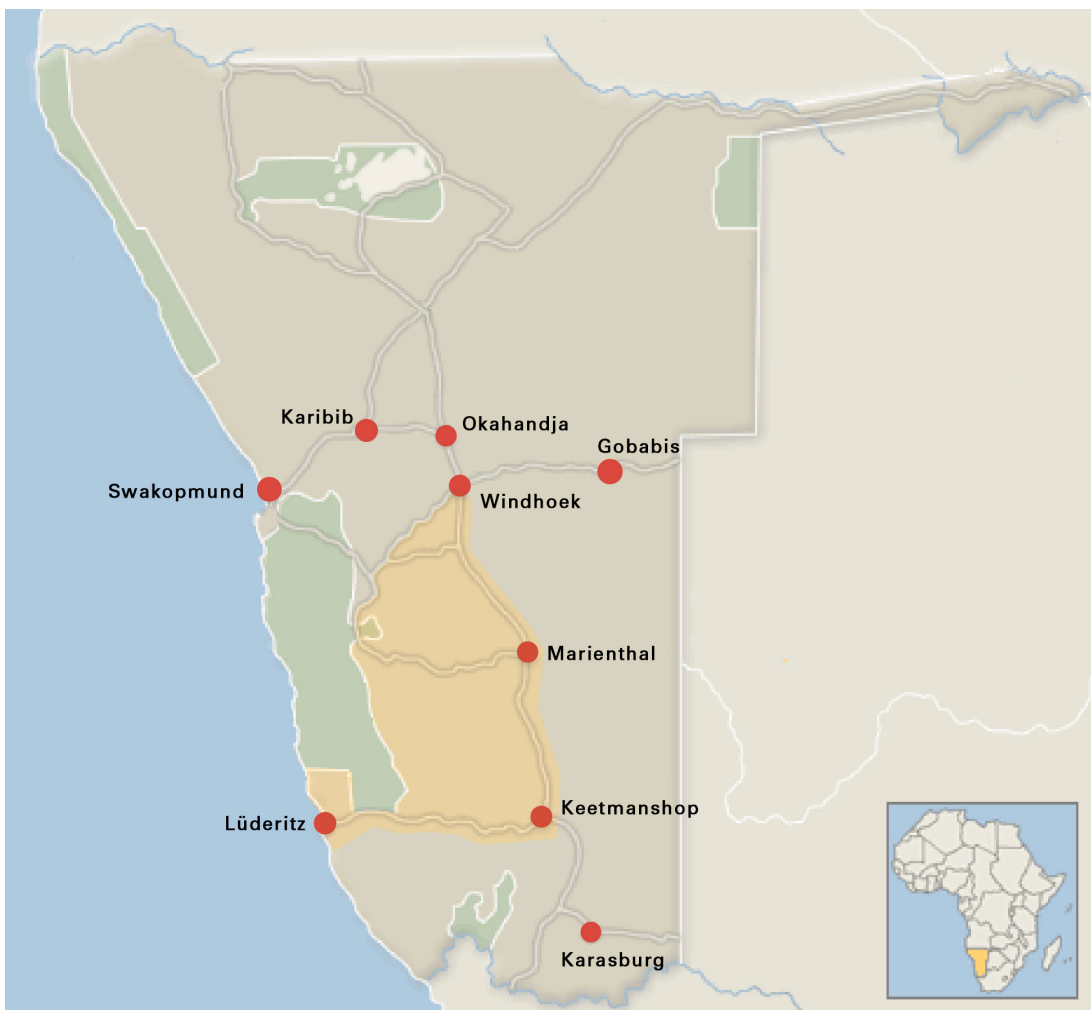 Karibib
Okahandja
Gobabis
Swakopmund
Windhoek
Marienthal
Keetmanshop
Lüderitz
Karasburg